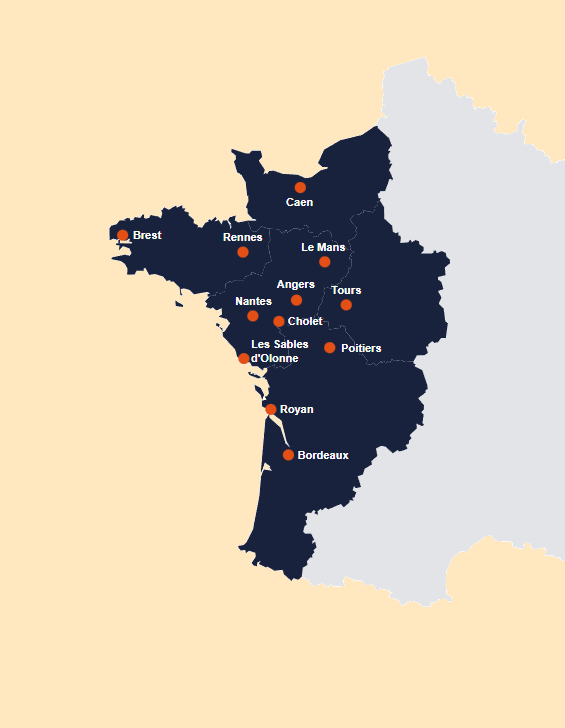 Caen
Brest
Rennes
Le Mans
Angers
Tours
Nantes
Cholet
Les Sables
d'Olonne
Poitiers
Royan
Bordeaux